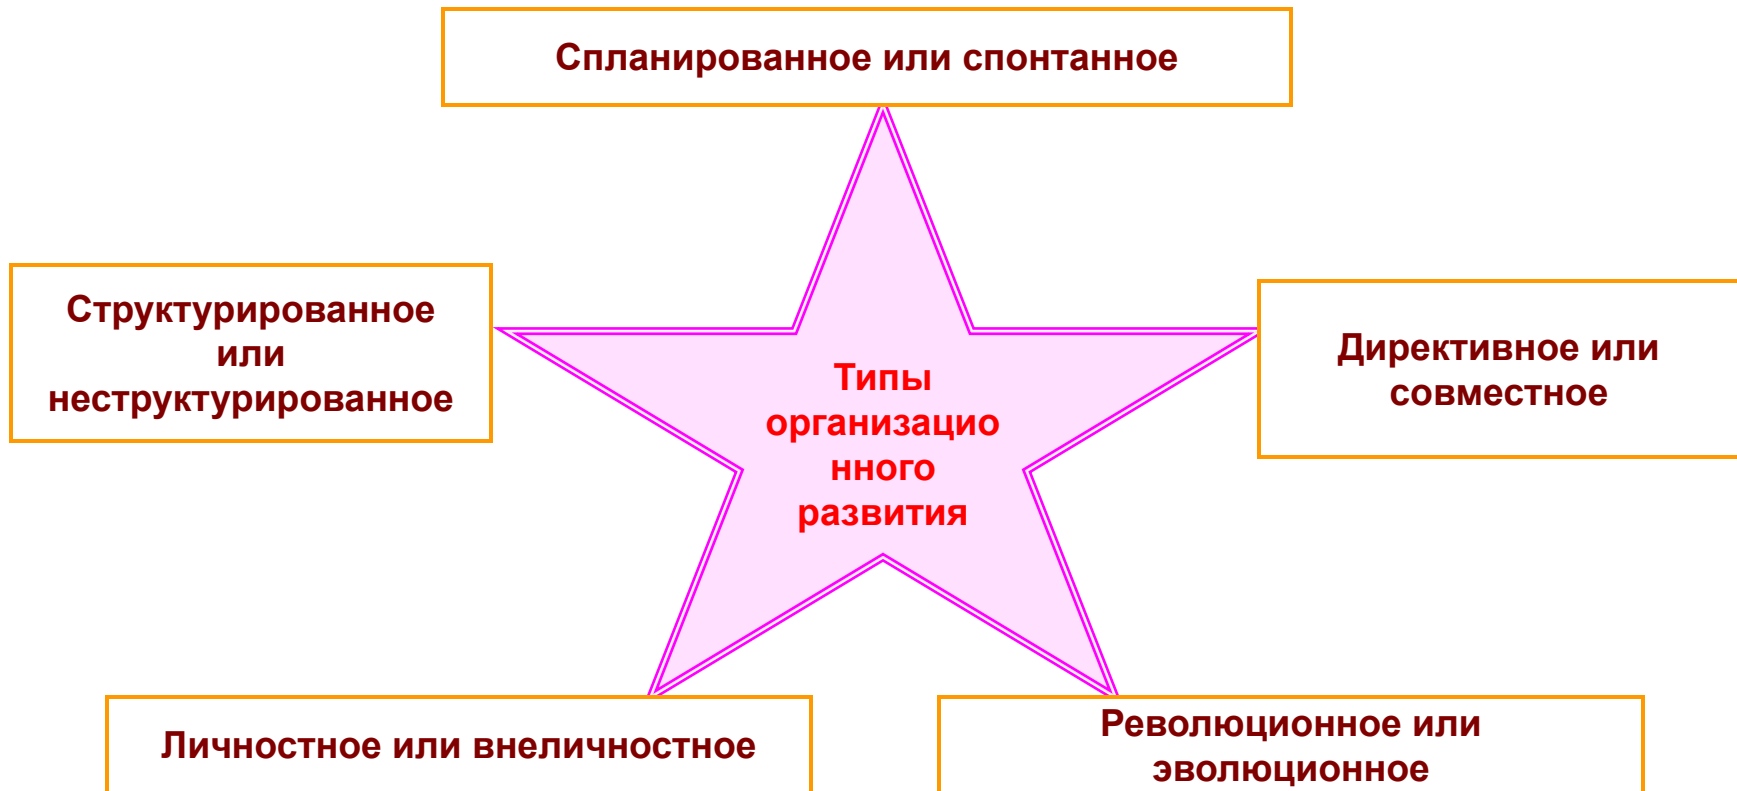 Спланированное или спонтанное
Структурированное
или
неструктурированное
Директивное или
совместное
Типы
организацио
нного
развития
Личностное или внеличностное
Революционное или
эволюционное